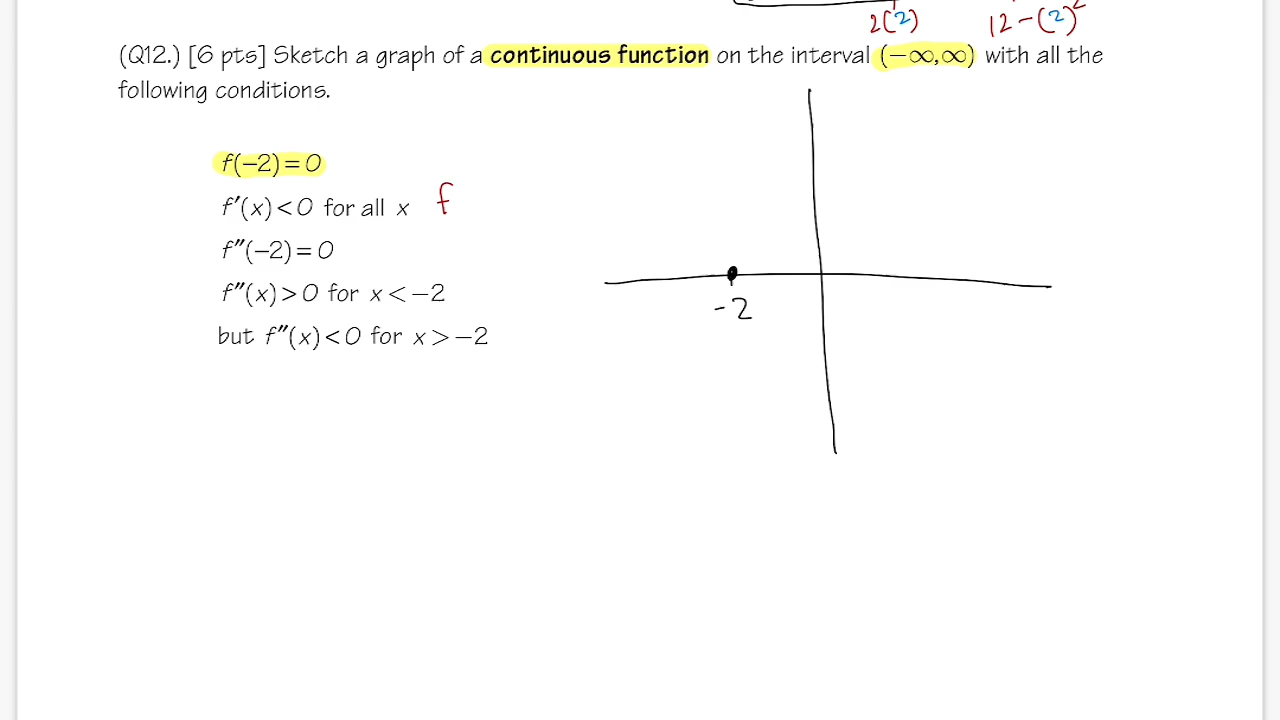 2(2) 12-(2)²
(Q12.) [6 pts] Sketch a graph of a continuous function on the interval (−∞,∞) with all the
following conditions.
f(−2)=0
f′(x)<0 for all x f
f″(−2)=0
f″(x)>0 for x<−2
but f″(x)<0 for x>−2
-2